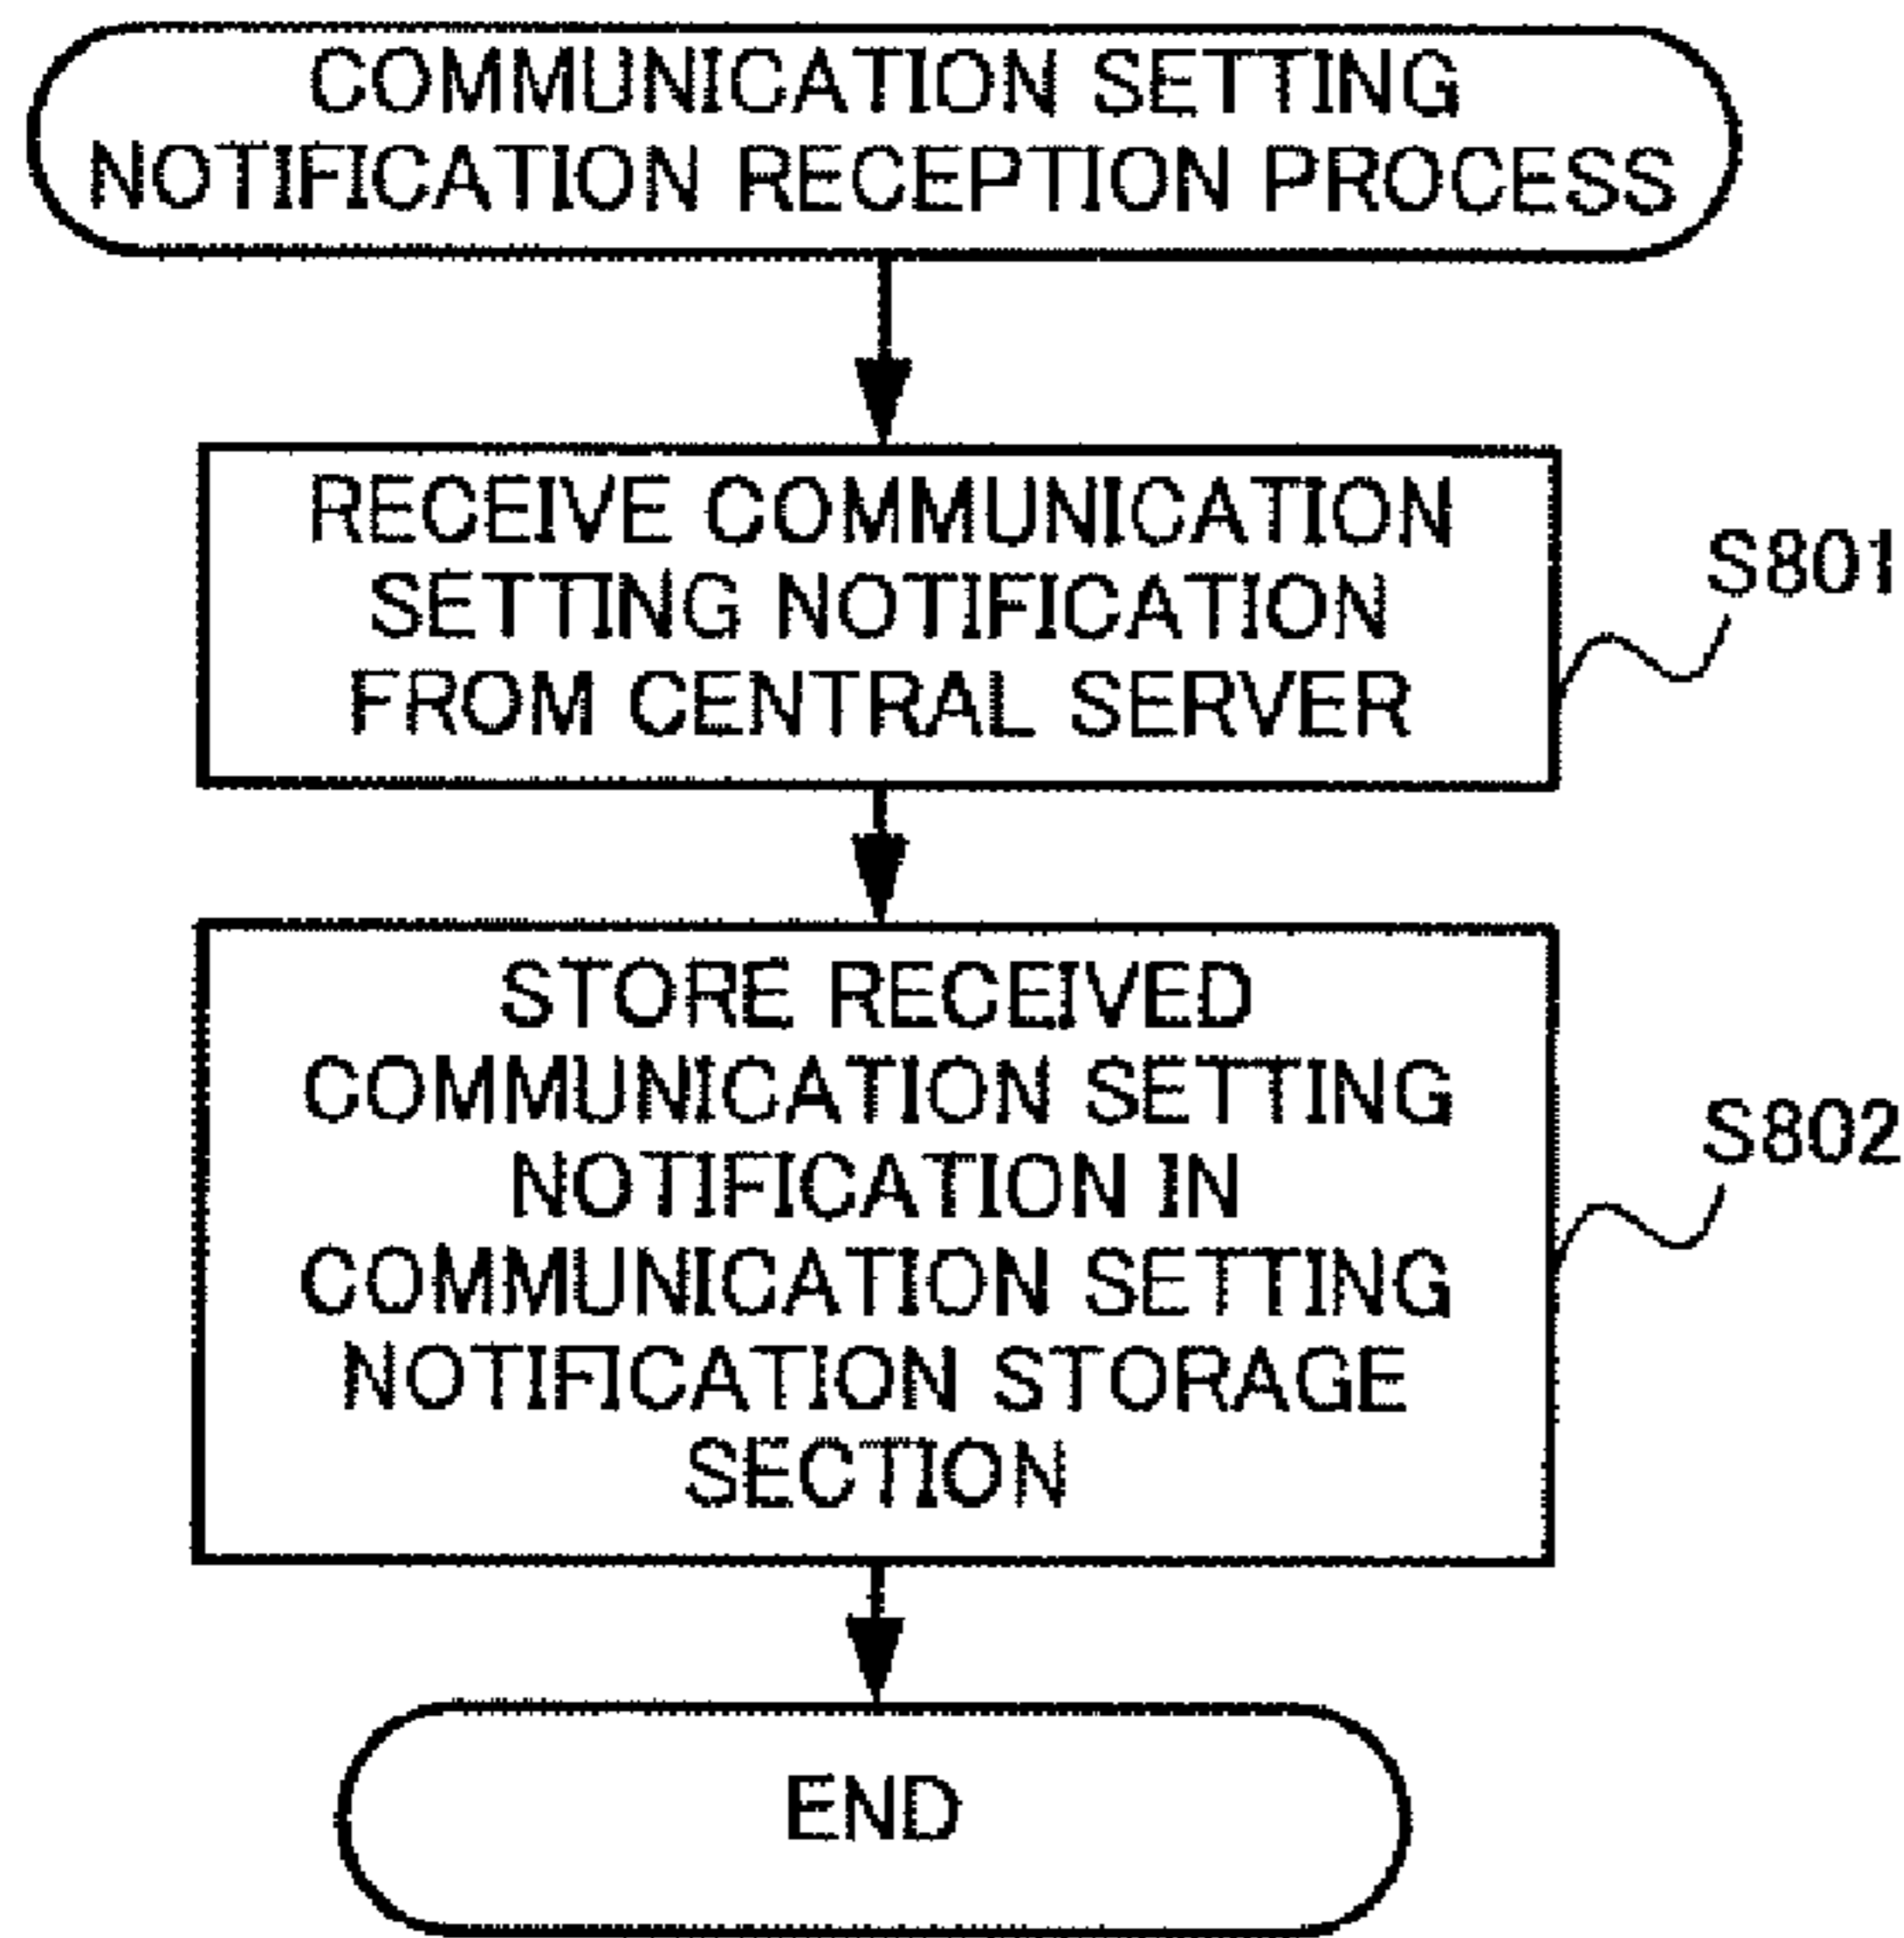 COMMUNICATION SETTING
NOTIFICATION RECEPTION PROCESS
RECEIVE COMMUNICATION
SETTING NOTIFICATION
FROM CENTRAL SERVER
S801
STORE RECEIVED
COMMUNICATION SETTING
NOTIFICATION IN
COMMUNICATION SETTING
NOTIFICATION STORAGE
SECTION
S802
END